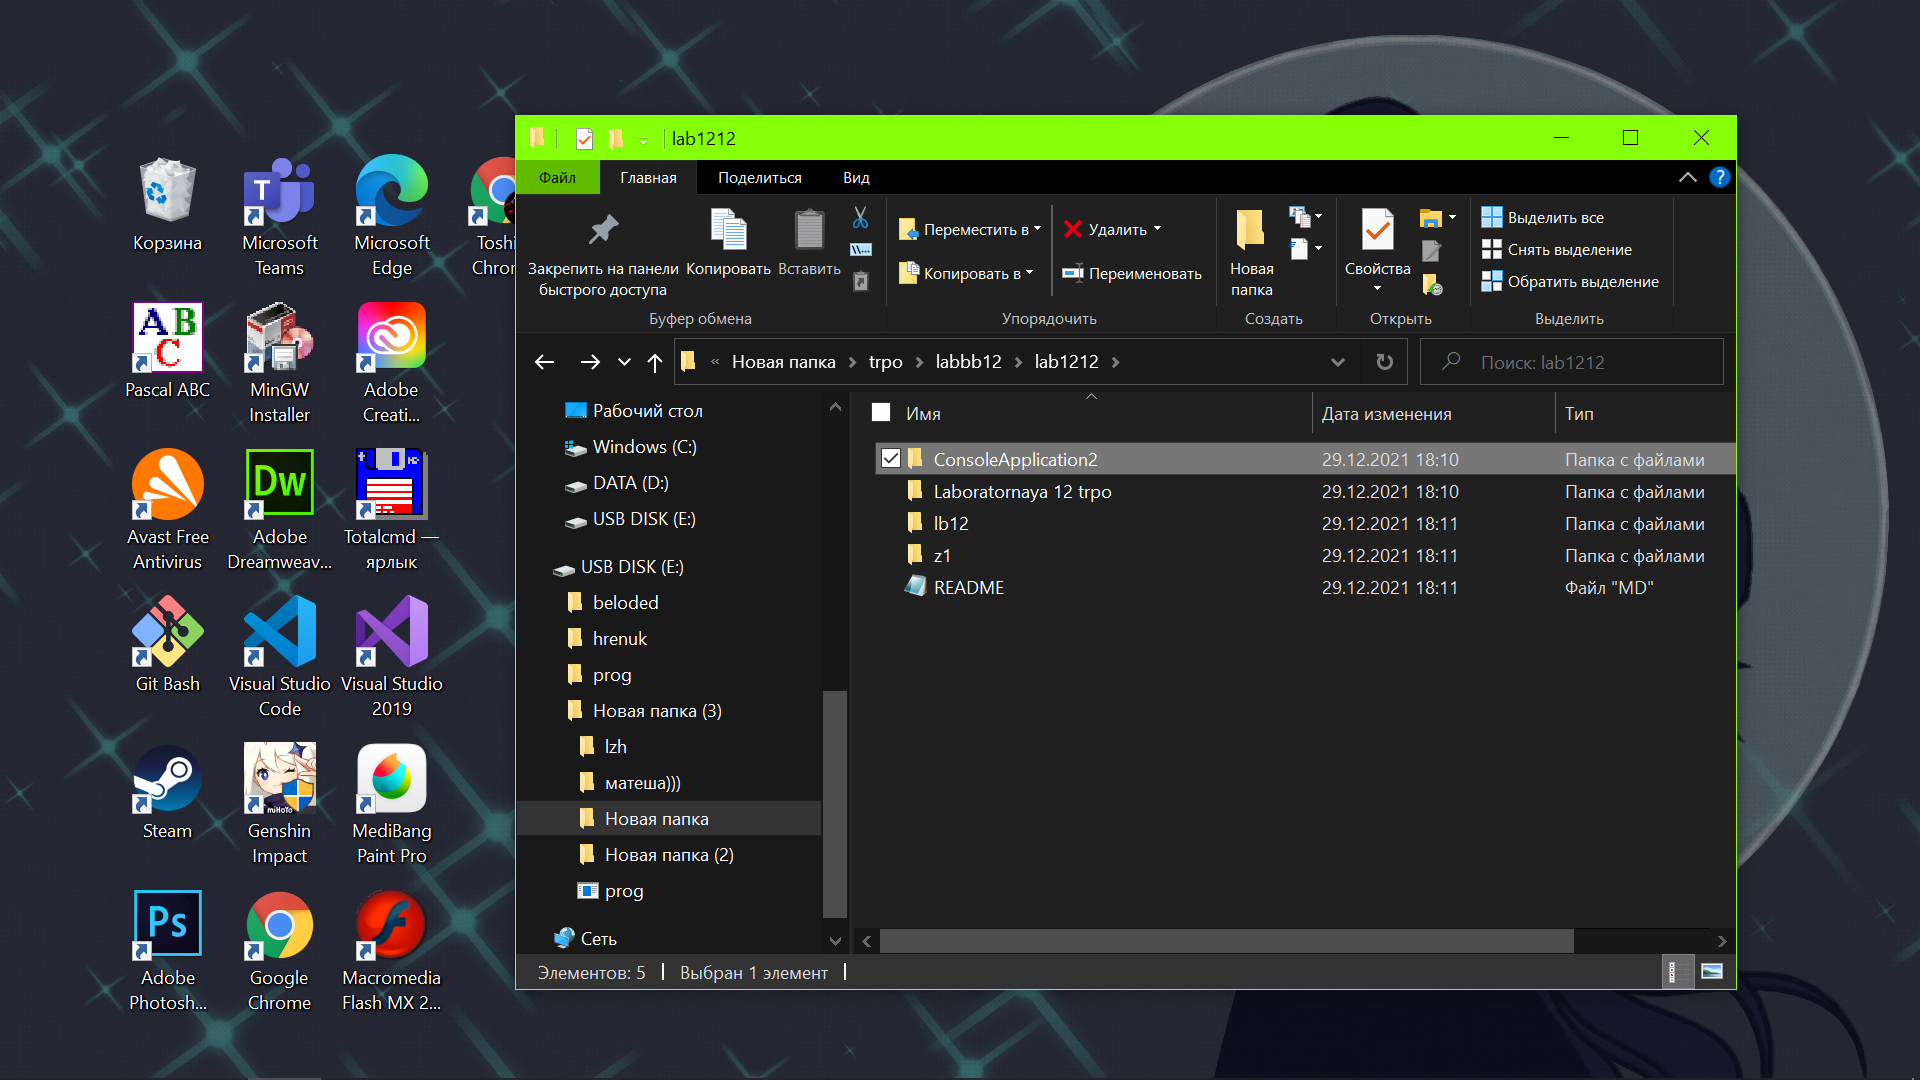 lab1212
Файл
Главная
Поделиться
Вид
Закрепить на панели
быстрого доступа
Копировать
Вставить
Переместить в
Копировать в
Удалить
Переименовать
Новая
папка
Свойства
Выделить все
Снять выделение
Обратить выделение
Буфер обмена
Упорядочить
Создать
Открыть
Выделить
« Новая папка > trpo > labbb12 > lab1212 >
Поиск: lab1212
Рабочий стол
Windows (C:)
DATA (D:)
USB DISK (E:)
USB DISK (E:)
beloded
hrenuk
prog
Новая папка (3)
lzh
матеша)))
Новая папка
Новая папка (2)
prog
Сеть
Имя Дата изменения Тип
ConsoleApplication2 29.12.2021 18:10 Папка с файлами
Laboratornaya 12 trpo 29.12.2021 18:10 Папка с файлами
lb12 29.12.2021 18:11 Папка с файлами
z1 29.12.2021 18:11 Папка с файлами
README 29.12.2021 18:11 Файл "MD"
Элементов: 5
Выбран 1 элемент
Корзина
Microsoft
Teams
Microsoft
Edge
Toshi
Chror
Pascal ABC
MinGW
Installer
Adobe
Creati...
Avast Free
Antivirus
Adobe
Dreamweav...
Totalcmd —
ярлык
Git Bash
Visual Studio
Code
Visual Studio
2019
Steam
Genshin
Impact
MediBang
Paint Pro
Adobe
Photosh...
Google
Chrome
Macromedia
Flash MX 2...
T
ABC
Dw
miHoYo
Ps